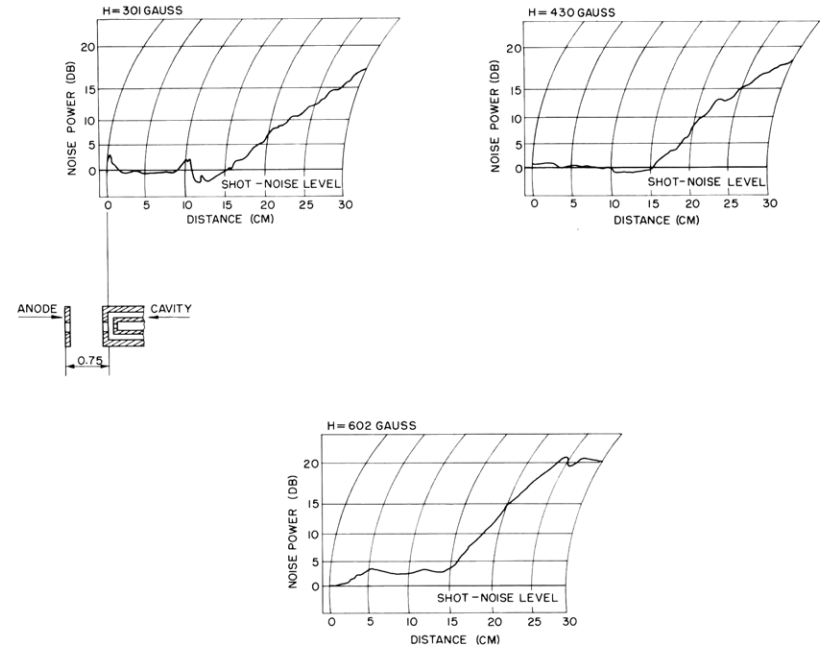 H=301 GAUSS
20
15
10
5
0
NOISE POWER (DB)
SHOT-NOISE LEVEL
0 5 10 15 20 25 30
DISTANCE (CM)
H=430 GAUSS
20
15
10
5
0
NOISE POWER (DB)
SHOT-NOISE LEVEL
0 5 10 15 20 25 30
DISTANCE (CM)
ANODE
CAVITY
0.75
H=602 GAUSS
20
15
10
5
0
NOISE POWER (DB)
SHOT-NOISE LEVEL
0 5 10 15 20 25 30
DISTANCE (CM)